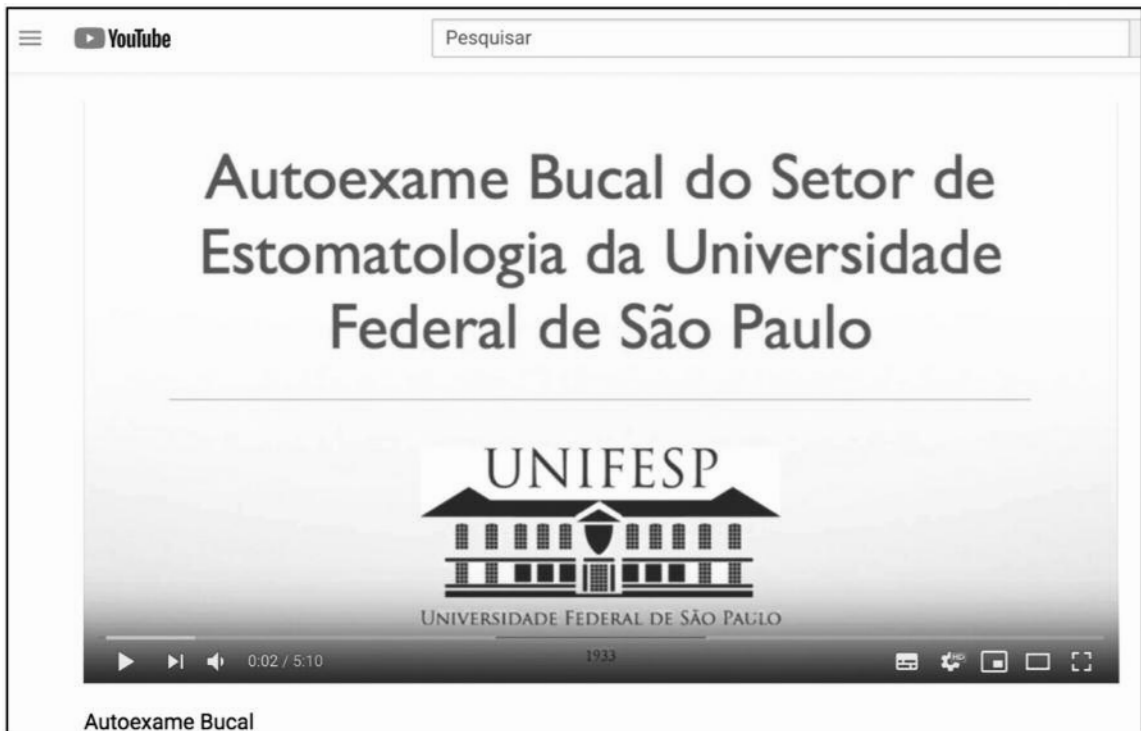 YouTube
Pesquisar
Autoexame Bucal do Setor de
Estomatologia da Universidade
Federal de São Paulo
UNIFESP
UNIVERSIDADE FEDERAL DE SÃO PAULO
1933
0:02 / 5:10
HD
Autoexame Bucal